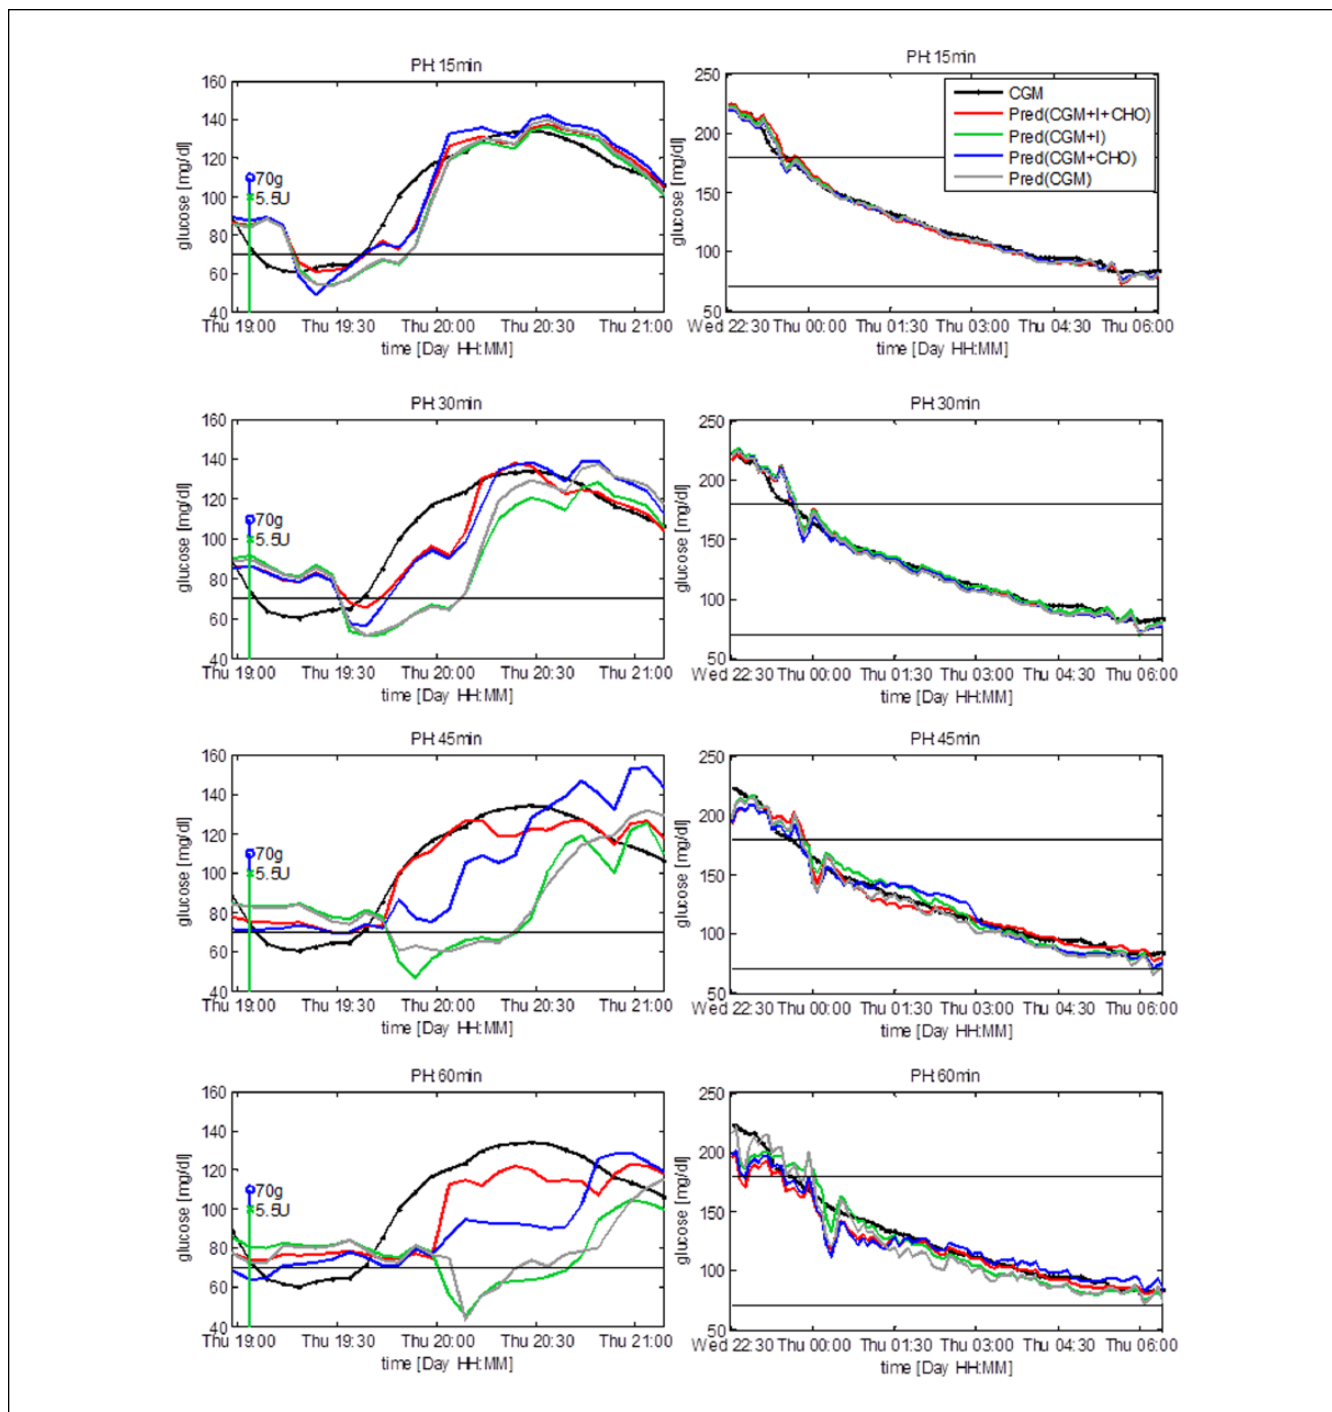 PH: 15min
160
140
120
100
80
60
40
glucose [mg/dl]
70g
5.5U
Thu 19:00 Thu 19:30 Thu 20:00 Thu 20:30 Thu 21:00
time [Day HH:MM]
PH: 15min
250
200
150
100
50
glucose [mg/dl]
CGM
Pred(CGM+I+CHO)
Pred(CGM+I)
Pred(CGM+CHO)
Pred(CGM)
Wed 22:30 Thu 00:00 Thu 01:30 Thu 03:00 Thu 04:30 Thu 06:00
time [Day HH:MM]
PH: 30min
160
140
120
100
80
60
40
glucose [mg/dl]
70g
5.5U
Thu 19:00 Thu 19:30 Thu 20:00 Thu 20:30 Thu 21:00
time [Day HH:MM]
PH: 30min
250
200
150
100
50
glucose [mg/dl]
Wed 22:30 Thu 00:00 Thu 01:30 Thu 03:00 Thu 04:30 Thu 06:00
time [Day HH:MM]
PH: 45min
160
140
120
100
80
60
40
glucose [mg/dl]
70g
5.5U
Thu 19:00 Thu 19:30 Thu 20:00 Thu 20:30 Thu 21:00
time [Day HH:MM]
PH: 45min
250
200
150
100
50
glucose [mg/dl]
Wed 22:30 Thu 00:00 Thu 01:30 Thu 03:00 Thu 04:30 Thu 06:00
time [Day HH:MM]
PH: 60min
160
140
120
100
80
60
40
glucose [mg/dl]
70g
5.5U
Thu 19:00 Thu 19:30 Thu 20:00 Thu 20:30 Thu 21:00
time [Day HH:MM]
PH: 60min
250
200
150
100
50
glucose [mg/dl]
Wed 22:30 Thu 00:00 Thu 01:30 Thu 03:00 Thu 04:30 Thu 06:00
time [Day HH:MM]